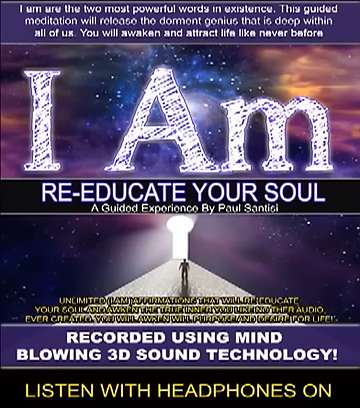 I am are the two most powerful words in existence. This guided
meditation will release the dorment genius that is deep within
all of us. You will awaken and attract life like never before
I Am
RE-EDUCATE YOUR SOUL
A Guided Experience By Paul Santisi
UNLIMITED (I AM) AFFIRMATIONS THAT WILL RE-EDUCATE
YOUR SOUL AND AWKEN THE TRUE INNER YOU LIKE NO THER AUDIO
EVER CREATED. YOU WILL AWKEN WILL PURPOSE AND DESIRE FOR LIFE!
RECORDED USING MIND
BLOWING 3D SOUND TECHNOLOGY!
LISTEN WITH HEADPHONES ON